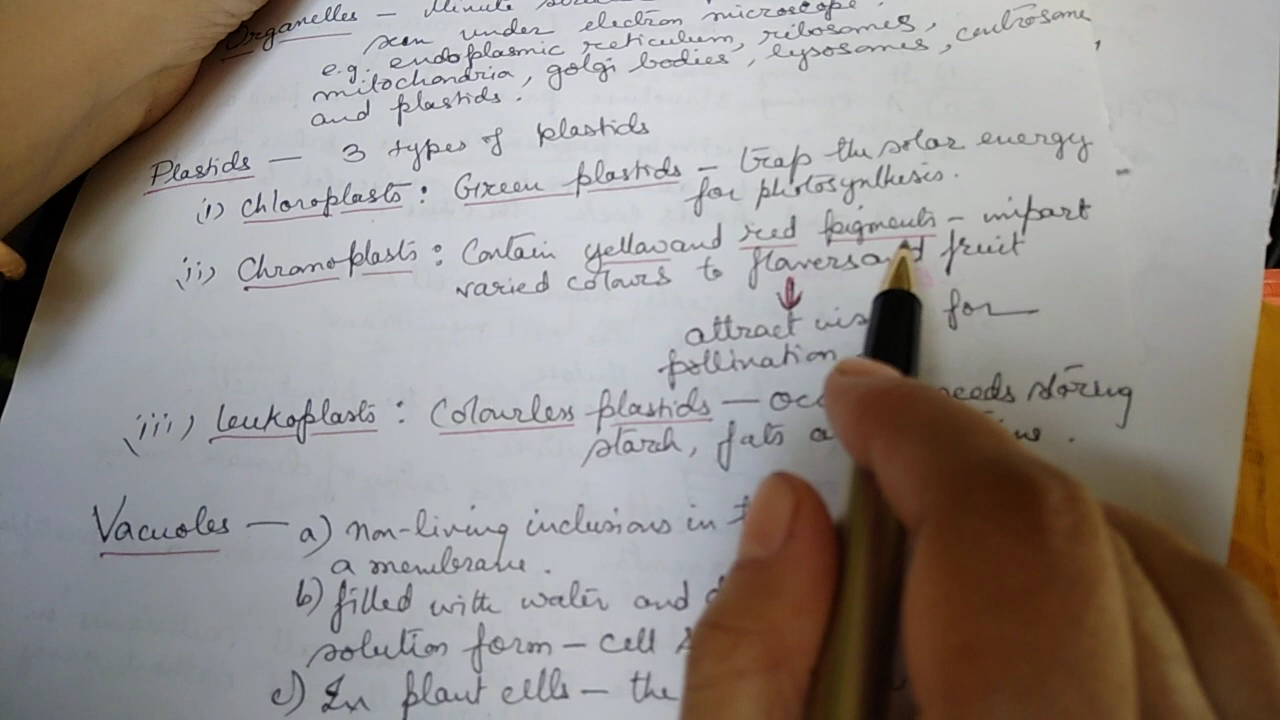 Organelles – Minute
seen under electron microscope.
e.g. endoplasmic reticulum, ribosomes,
mitochondria, golgi bodies, lysosomes, centrosome,
and plastids.
Plastids – 3 types of plastids
(i) Chloroplasts : Green plastids – trap the solar energy
for photosynthesis.
(ii) Chromoplasts : Contain yellow and red pigments – impart
varied colours to flowers and fruit
attract for
pollination
(iii) Leukoplasts : Colourless plastids – storing
starch, fats
Vacuoles – a) non-living inclusions in
a membrane.
b) filled with water and
solution form – cell
c) In plant cells – the